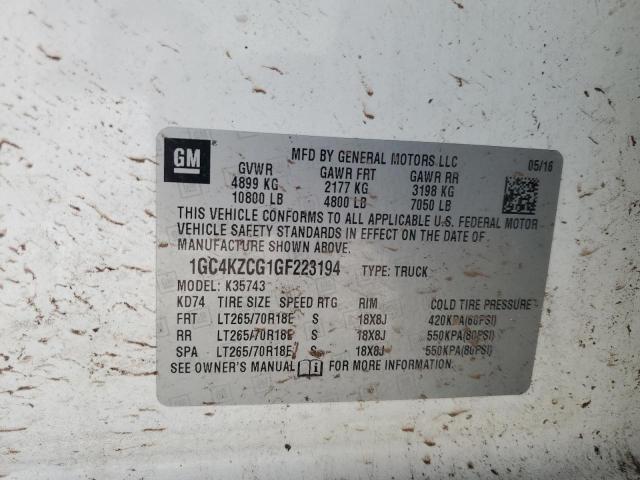 GM
MFD BY GENERAL MOTORS LLC
05/16
GVWR GAWR FRT GAWR RR
4899 KG 2177 KG 3198 KG
10800 LB 4800 LB 7050 LB
THIS VEHICLE CONFORMS TO ALL APPLICABLE U.S. FEDERAL MOTOR
VEHICLE SAFETY STANDARDS IN EFFECT ON THE DATE OF
MANUFACTURE SHOWN ABOVE.
1GC4KZCG1GF223194 TYPE: TRUCK
MODEL: K35743
KD74 TIRE SIZE SPEED RTG RIM COLD TIRE PRESSURE
FRT LT265/70R18E S 18X8J 420KPA(60PSI)
RR LT265/70R18E S 18X8J 550KPA(80PSI)
SPA LT265/70R18E S 18X8J 550KPA(80PSI)
SEE OWNER'S MANUAL FOR MORE INFORMATION